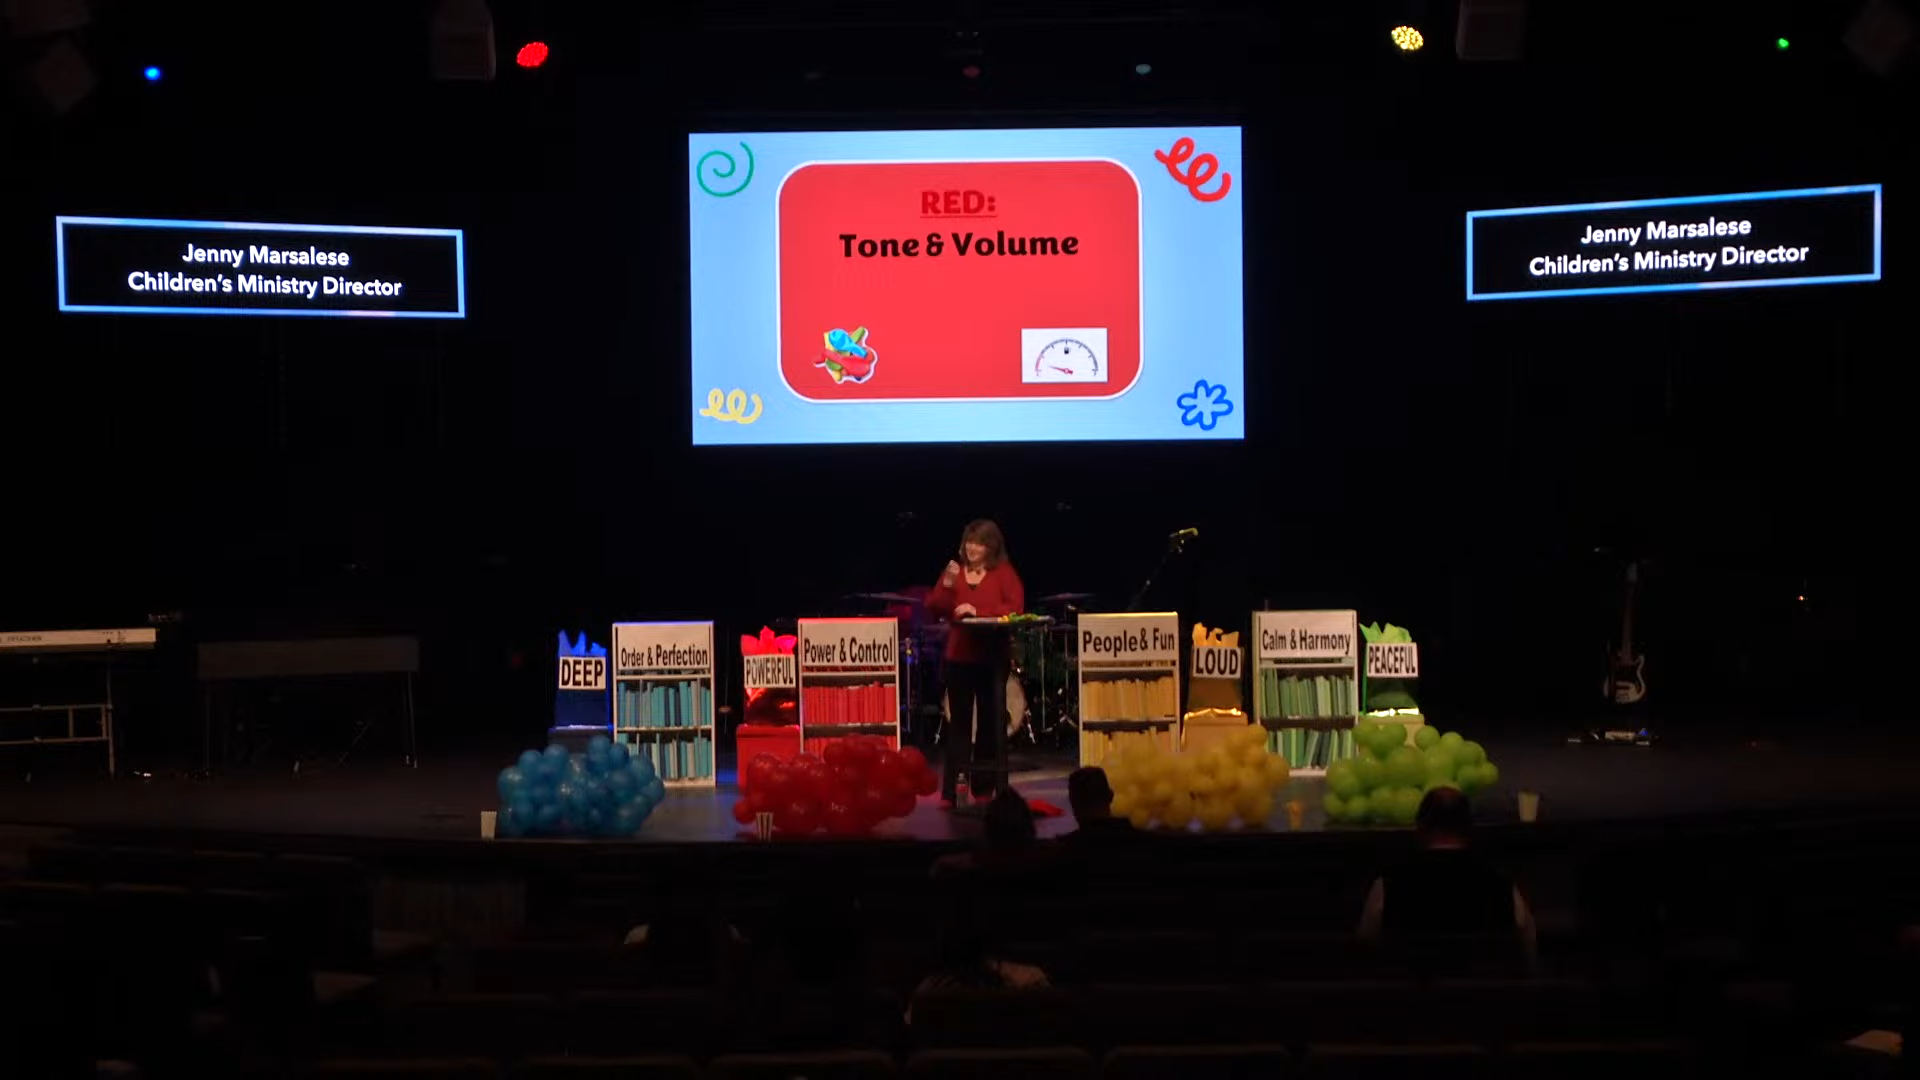 RED:
Tone & Volume
Jenny Marsalese
Children's Ministry Director
Jenny Marsalese
Children's Ministry Director
DEEP
Order & Perfection
POWERFUL
Power & Control
People & Fun
LOUD
Calm & Harmony
PEACEFUL